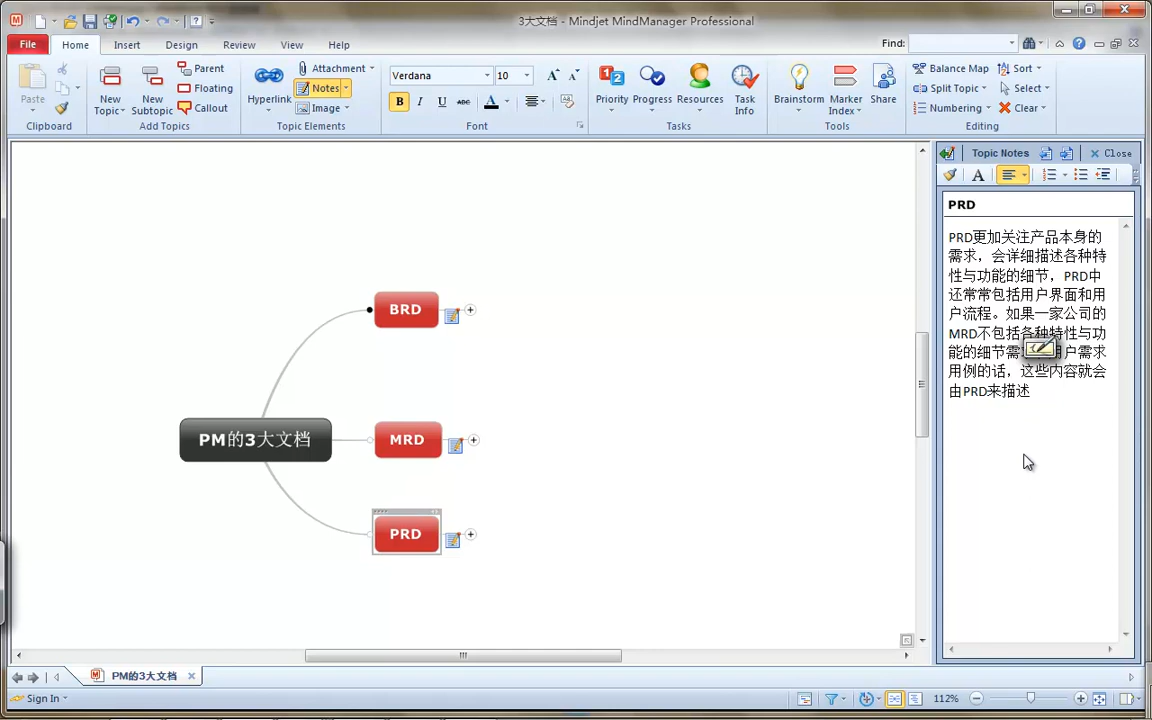 3大文档 - Mindjet MindManager Professional
File Home Insert Design Review View Help Find:
Paste
Clipboard
New Topic
New Subtopic
Parent
Floating
Callout
Add Topics
Hyperlink
Attachment
Notes
Image
Topic Elements
Verdana 10
B I U ABC A
Font
Priority
Progress
Resources
Task Info
Tasks
Brainstorm
Marker Index
Share
Tools
Balance Map
Split Topic
Numbering
Sort
Select
Clear
Editing
BRD
PM的3大文档
MRD
PRD
Topic Notes Close
PRD
PRD更加关注产品本身的
需求，会详细描述各种特
性与功能的细节，PRD中
还常常包括用户界面和用
户流程。如果一家公司的
MRD不包括各种特性与功
能的细节需 户需求
用例的话，这些内容就会
由PRD来描述
PM的3大文档
Sign In
112%